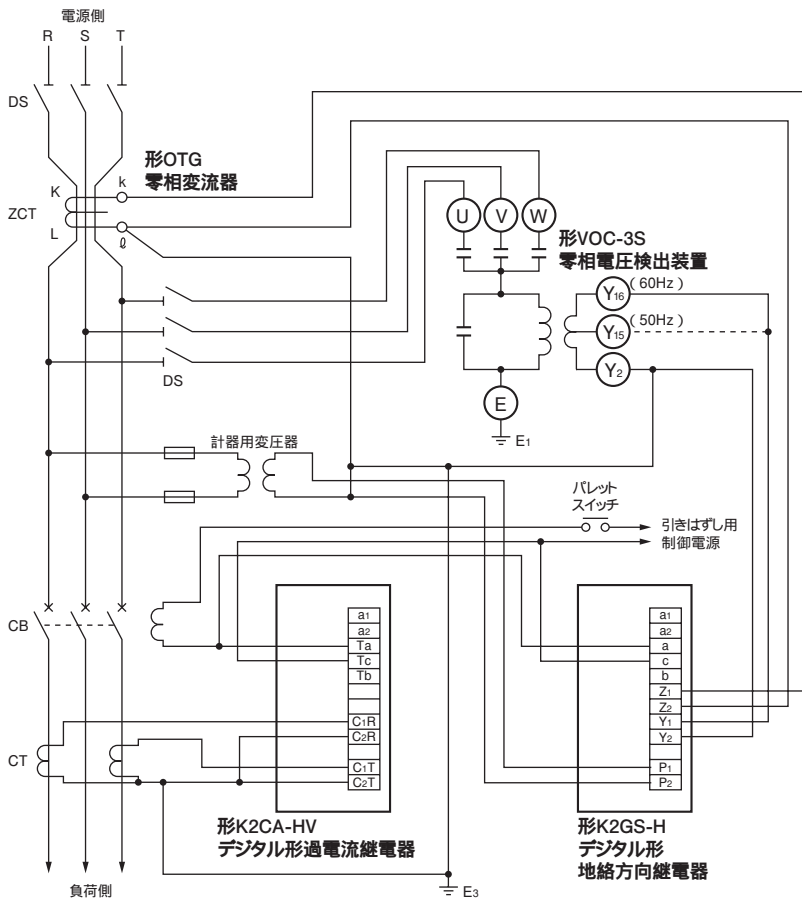 電源側
R S T
DS
形OTG
零相変流器
K
k
ZCT
L
ℓ
U V W
形VOC-3S
零相電圧検出装置
Y16
(60Hz)
Y15
(50Hz)
Y2
DS
E
E1
計器用変圧器
パレット
スイッチ
引きはずし用
制御電源
CB
a1
a2
Ta
Tc
Tb
C1R
C2R
C1T
C2T
a1
a2
a
c
b
Z1
Z2
Y1
Y2
P1
P2
CT
形K2CA-HV
デジタル形過電流継電器
形K2GS-H
デジタル形
地絡方向継電器
負荷側
E3